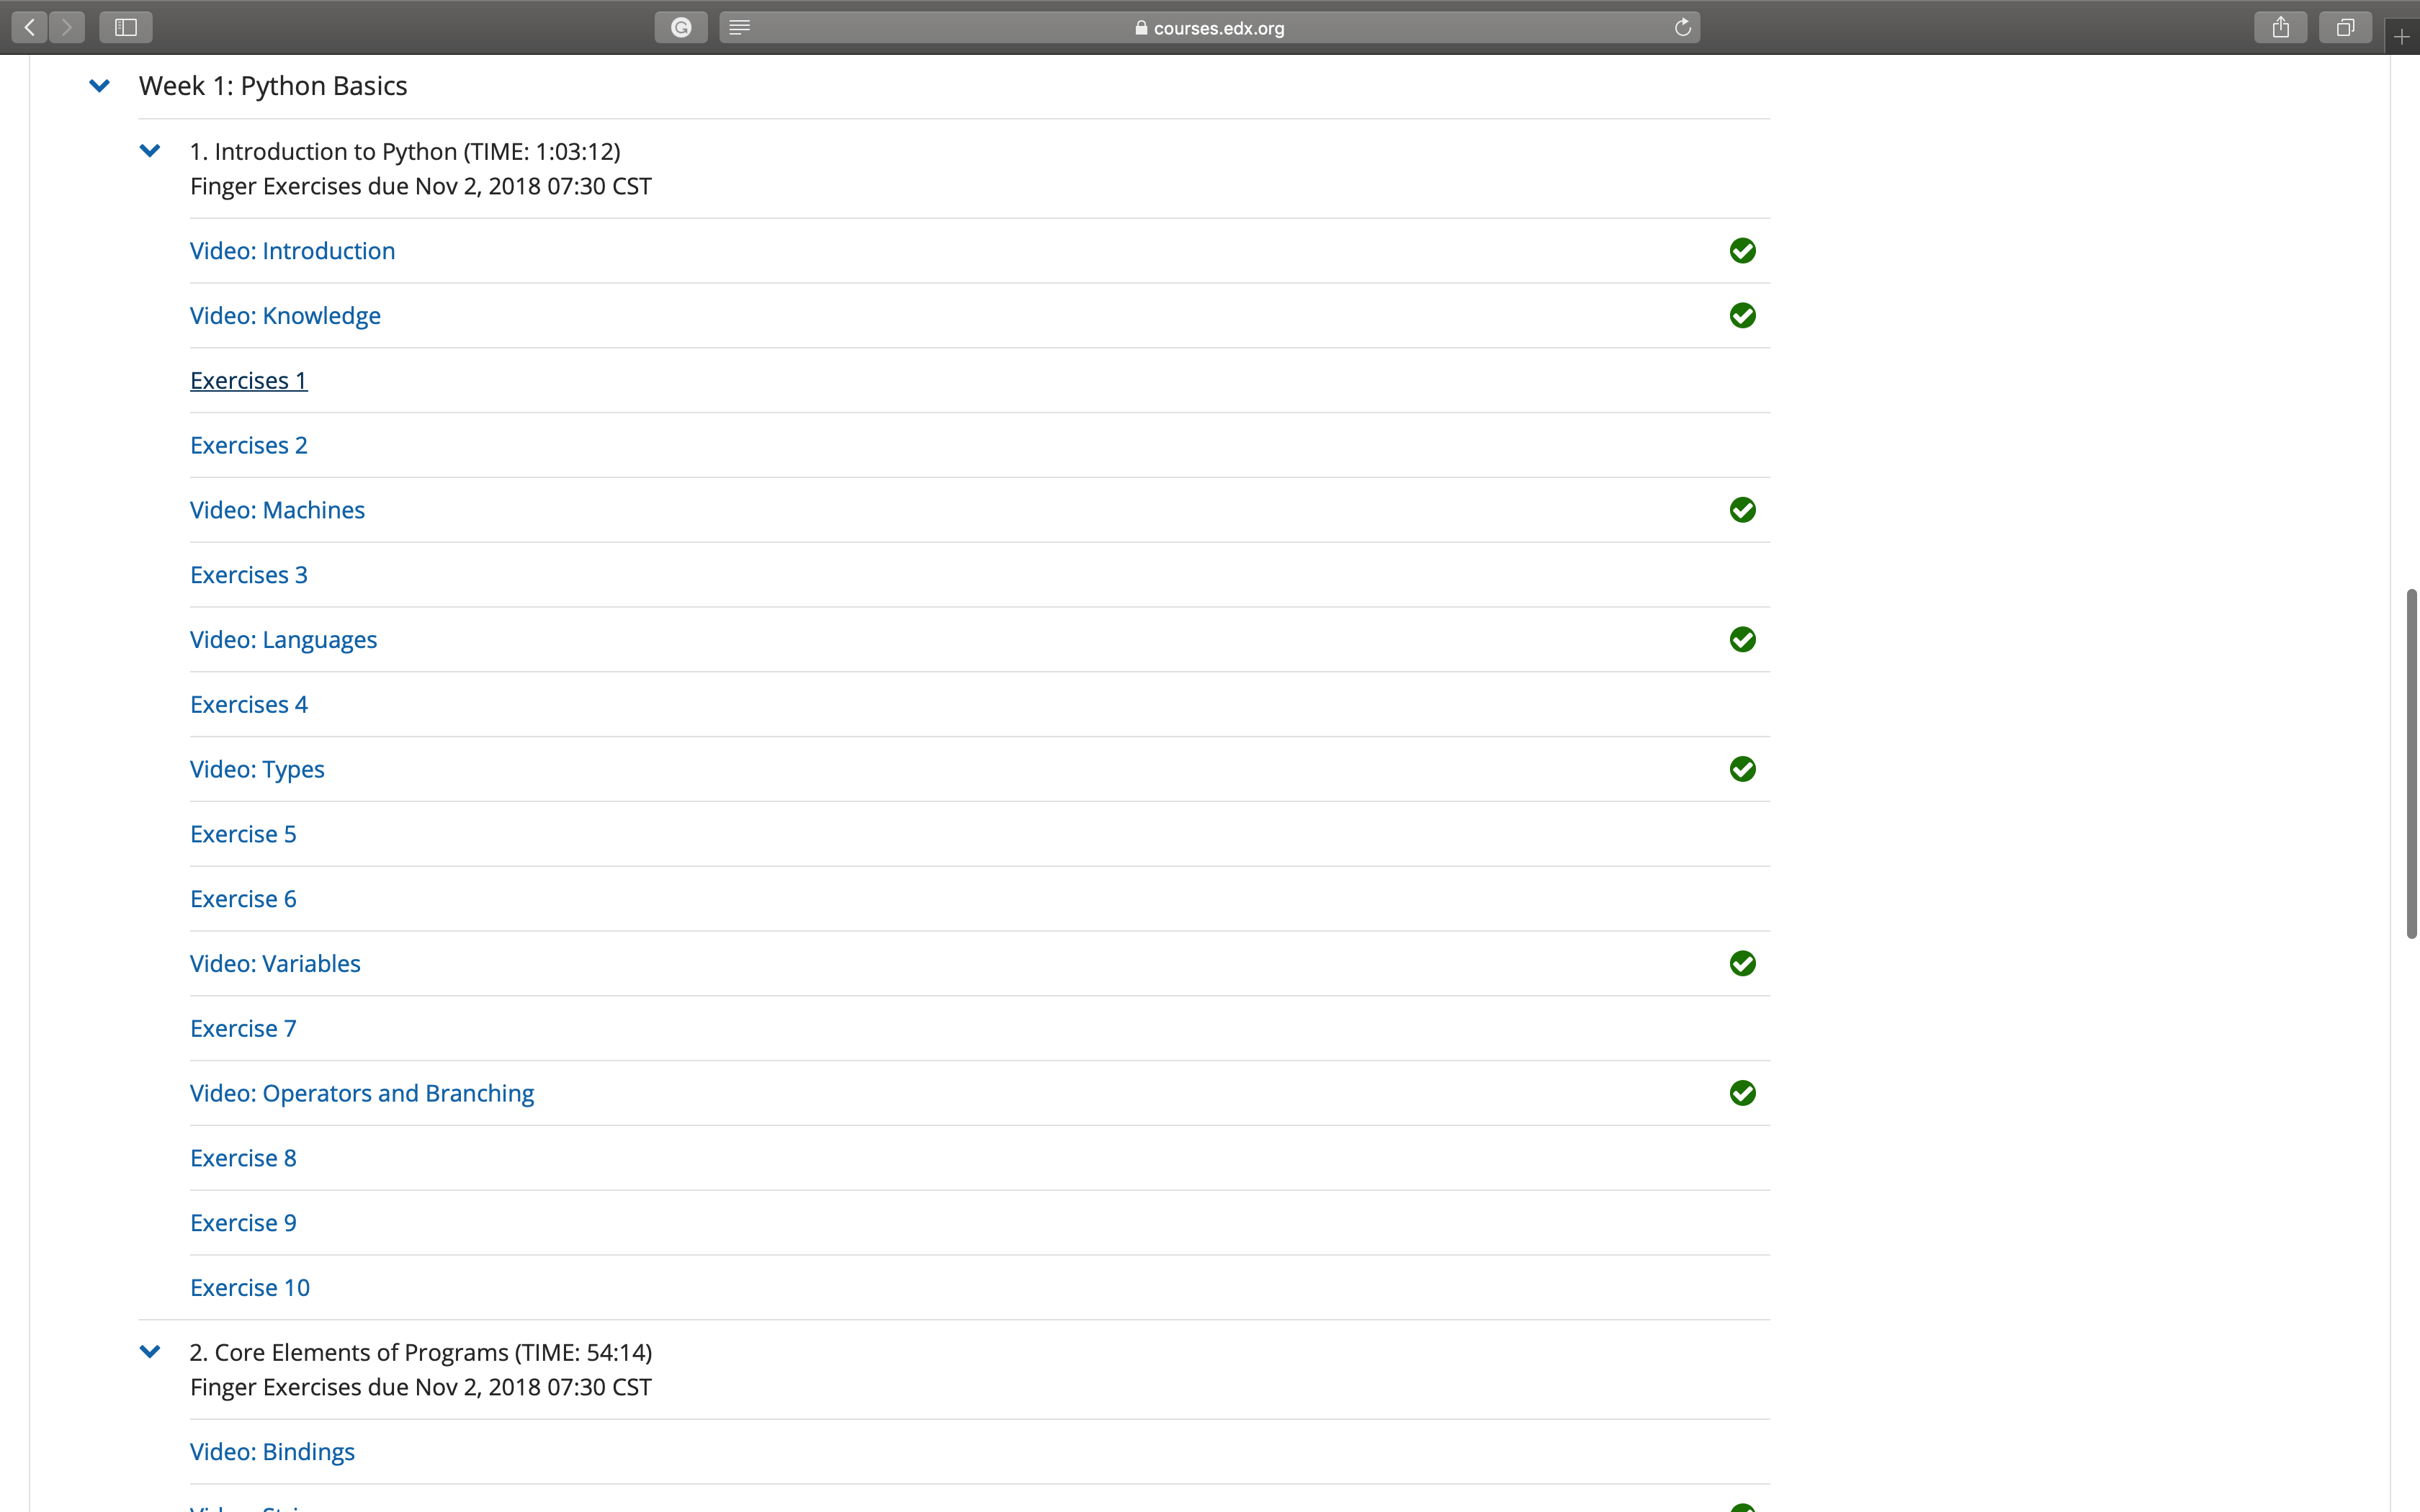 courses.edx.org
Week 1: Python Basics
1. Introduction to Python (TIME: 1:03:12)
Finger Exercises due Nov 2, 2018 07:30 CST
Video: Introduction
Video: Knowledge
Exercises 1
Exercises 2
Video: Machines
Exercises 3
Video: Languages
Exercises 4
Video: Types
Exercise 5
Exercise 6
Video: Variables
Exercise 7
Video: Operators and Branching
Exercise 8
Exercise 9
Exercise 10
2. Core Elements of Programs (TIME: 54:14)
Finger Exercises due Nov 2, 2018 07:30 CST
Video: Bindings